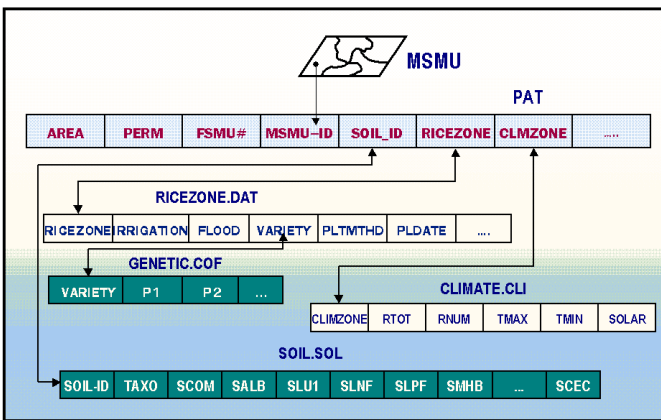 MSMU
PAT
AREA PERM FSMU# MSMU-ID SOIL_ID RICEZONE CLMZONE .....
RICEZONE.DAT
RICEZONE IRRIGATION FLOOD VARIETY PLTMTHD PLDATE ....
GENETIC.COF
VARIETY P1 P2 ...
CLIMATE.CLI
CLIMZONE RTOT RNUM TMAX TMIN SOLAR
SOIL.SOL
SOIL-ID TAXO SCOM SALB SLU1 SLNF SLPF SMHB ... SCEC